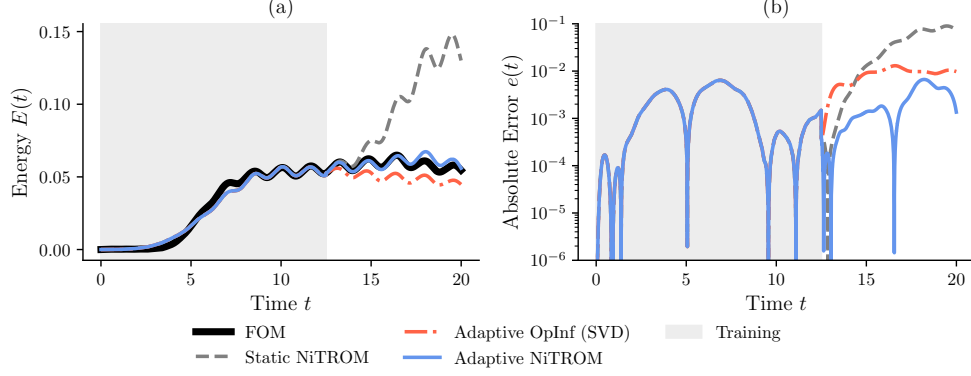 (a)
(b)
Energy E(t)
0.15
0.10
0.05
0.00
0
5
10
15
20
Time t
Absolute Error e(t)
10⁻¹
10⁻²
10⁻³
10⁻⁴
10⁻⁵
10⁻⁶
0
5
10
15
20
Time t
FOM
Static NiTROM
Adaptive OpInf (SVD)
Adaptive NiTROM
Training